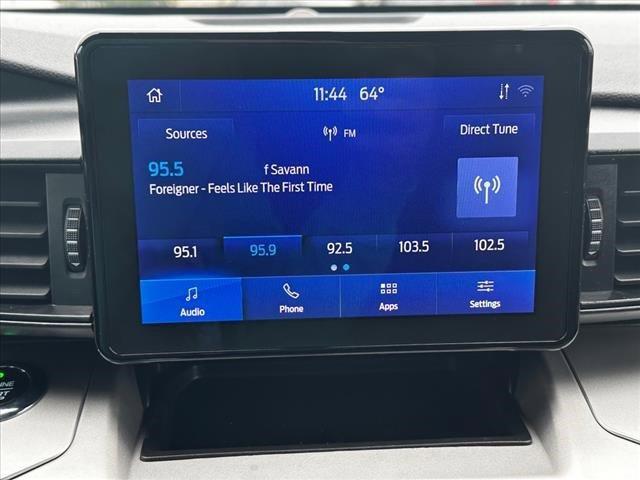 11:44 64°
Sources FM Direct Tune
95.5 f Savann
Foreigner - Feels Like The First Time
95.1 95.9 92.5 103.5 102.5
Audio Phone Apps Settings